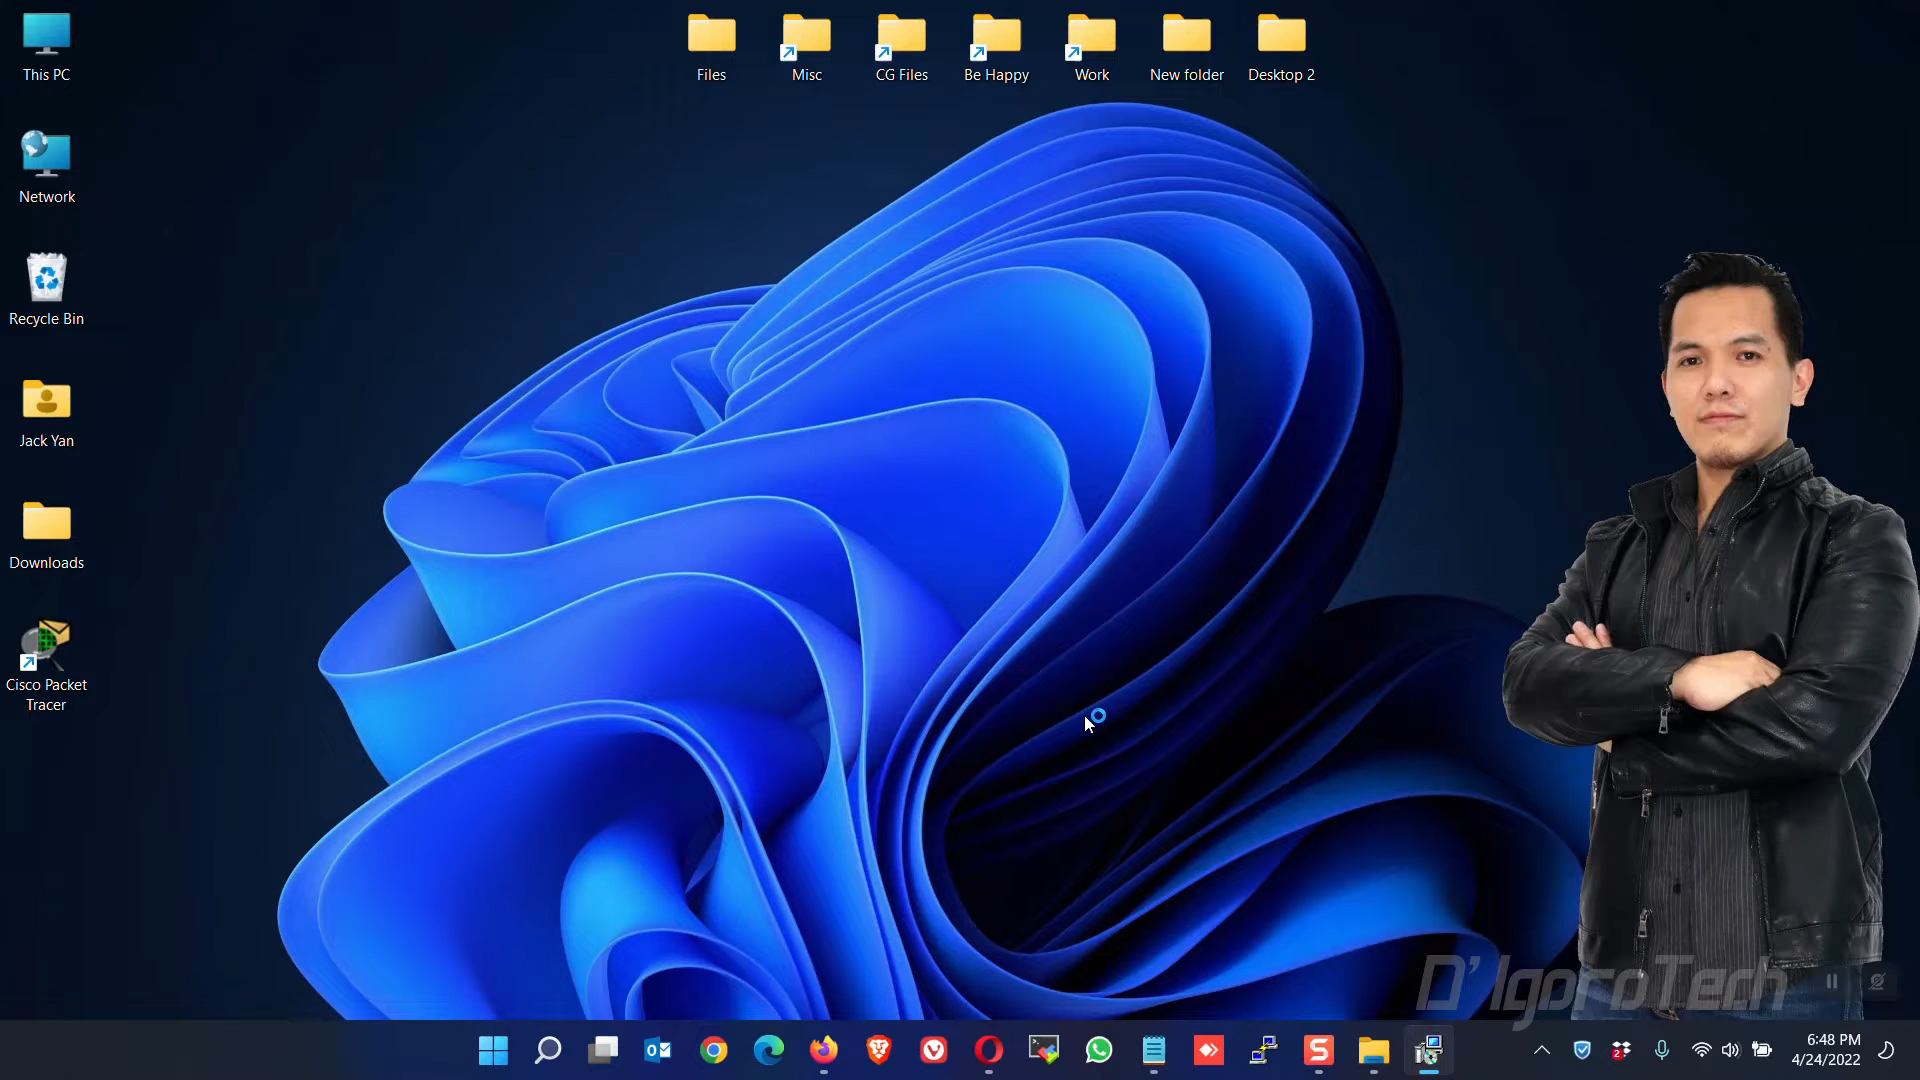 This PC
Files
Misc
CG Files
Be Happy
Work
New folder
Desktop 2
Network
Recycle Bin
Jack Yan
Downloads
Cisco Packet
Tracer
D' IgoroTech
6:48 PM
4/24/2022
2